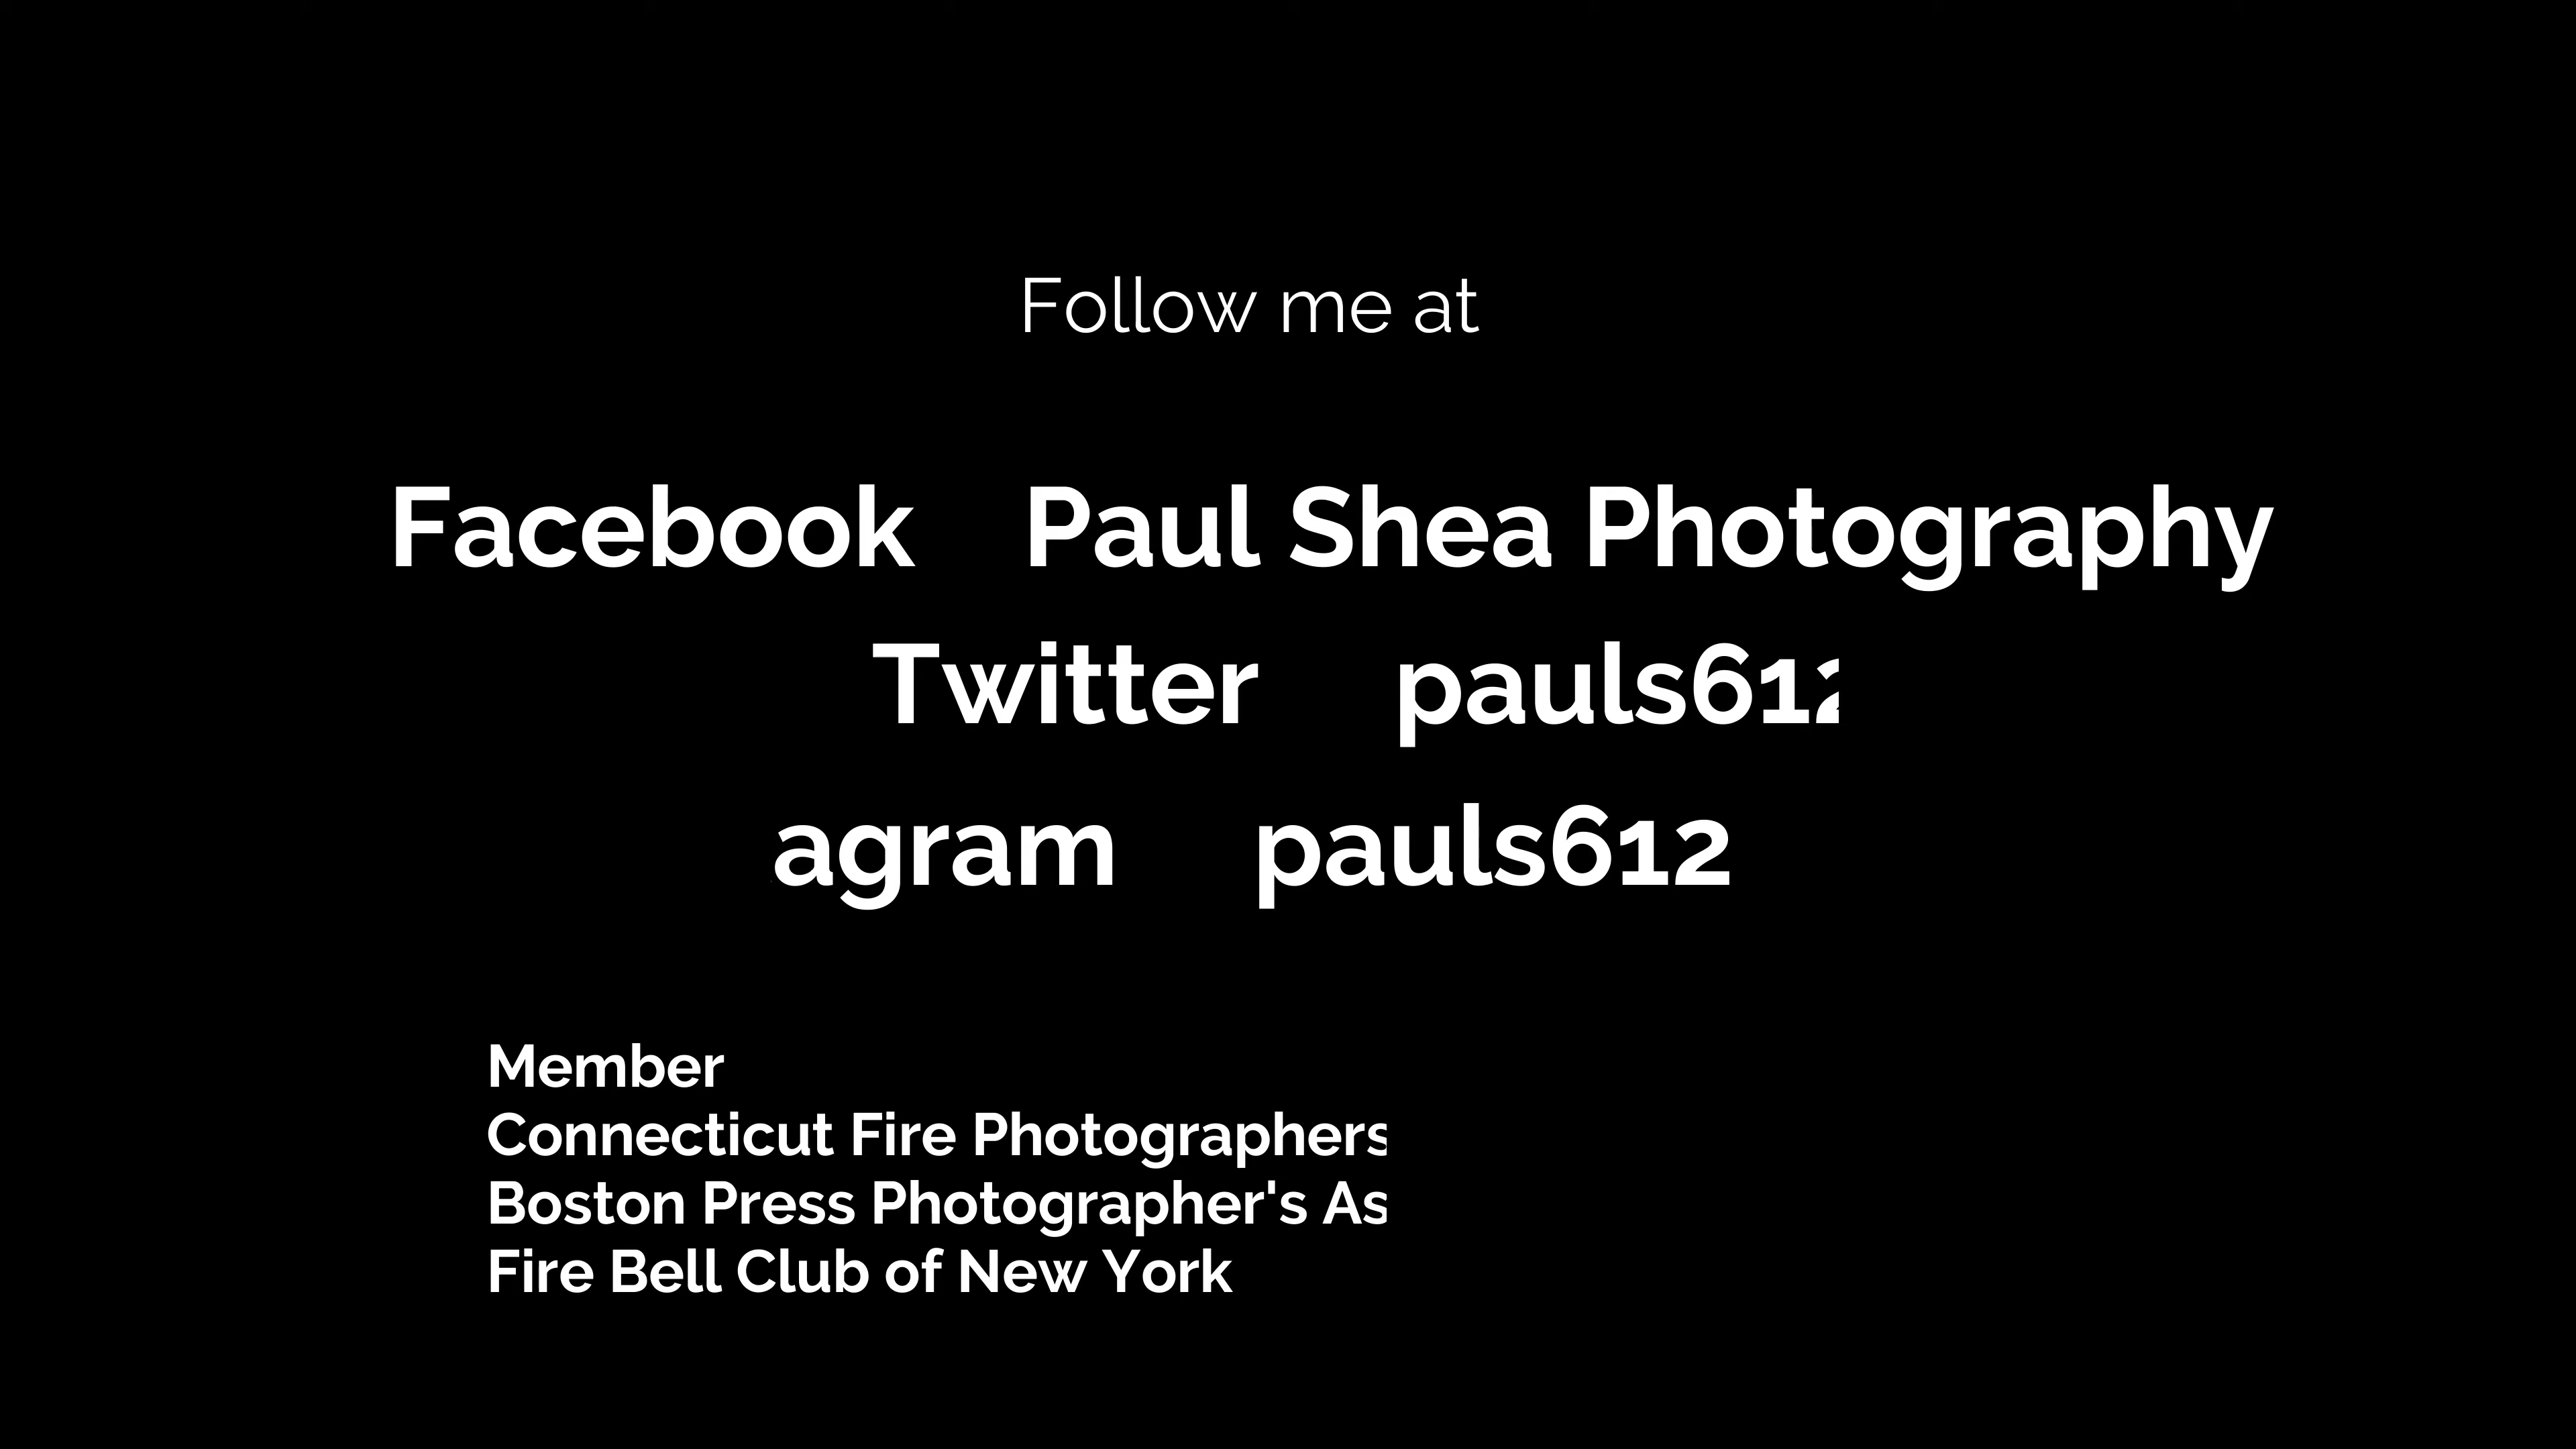 Follow me at
Facebook Paul Shea Photography
Twitter pauls612
agram pauls612
Member
Connecticut Fire Photographers
Boston Press Photographer's As
Fire Bell Club of New York